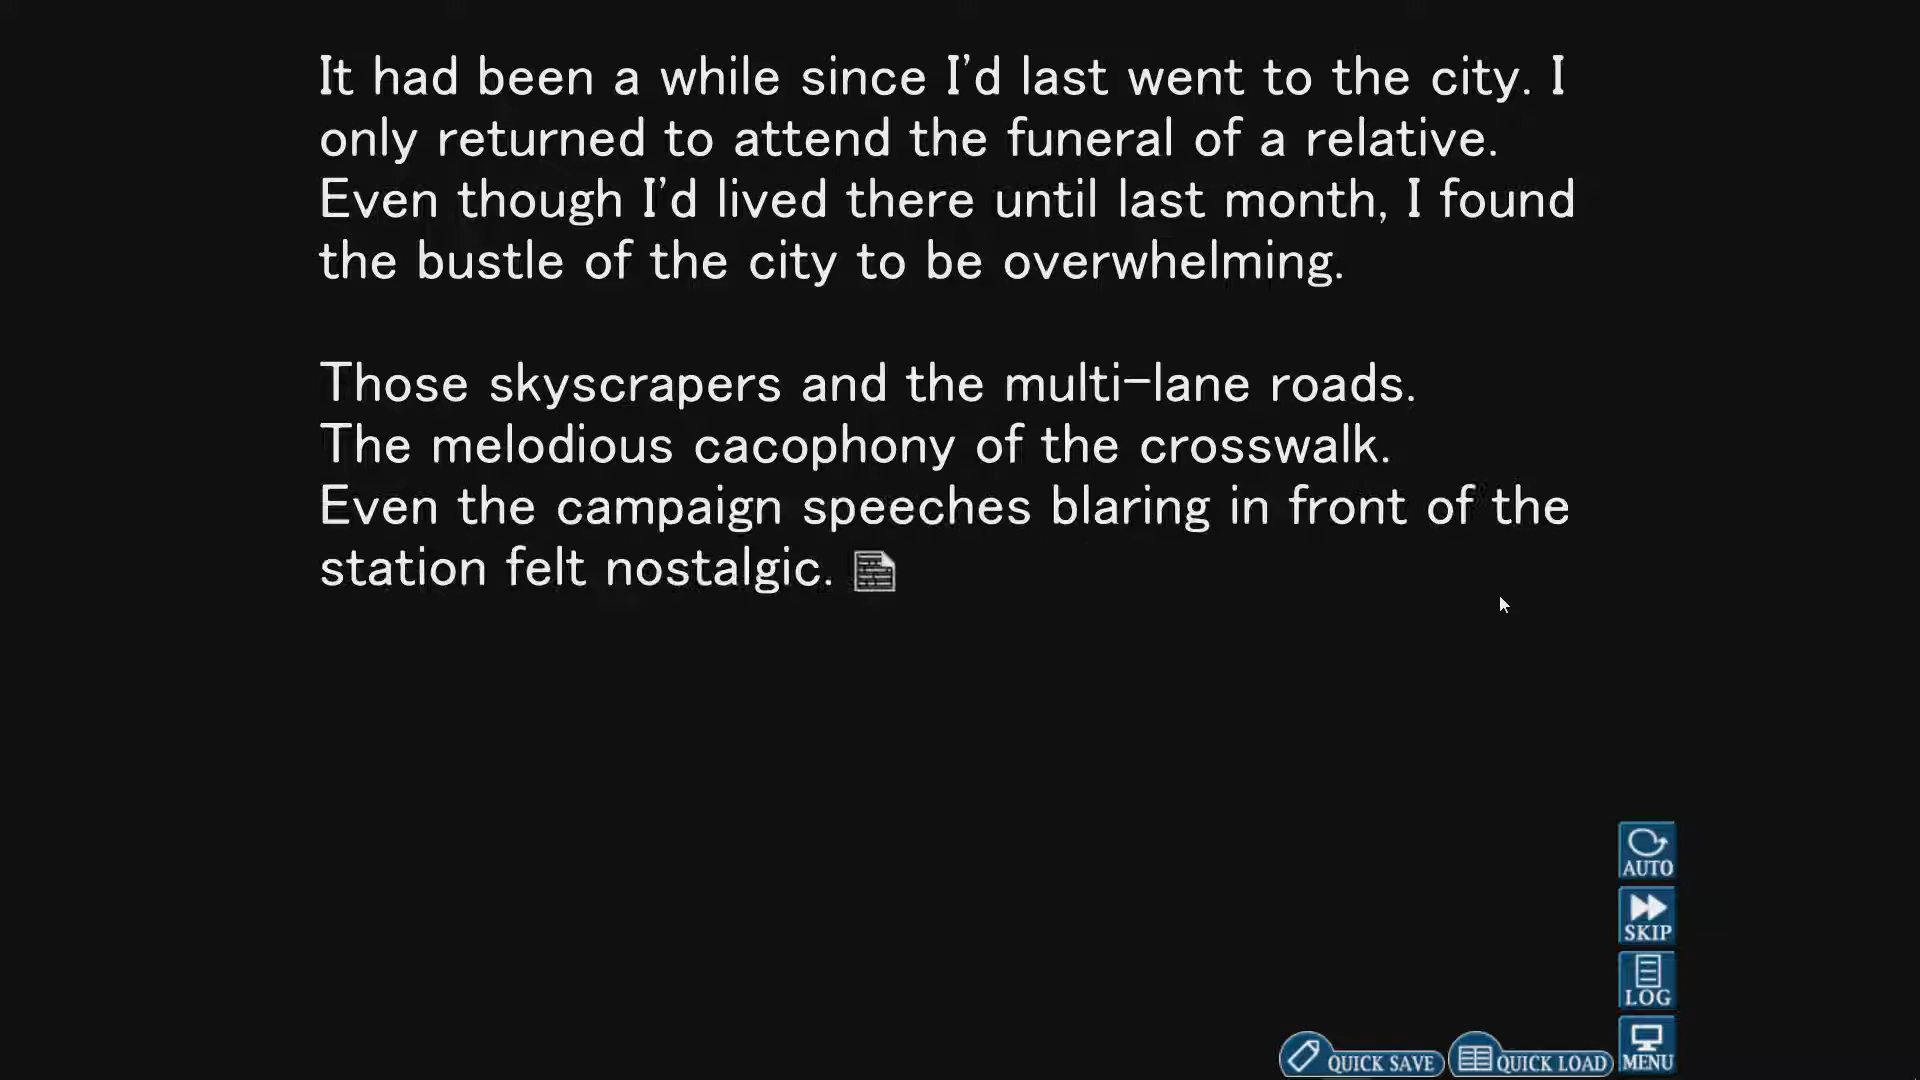 It had been a while since I'd last went to the city. I
only returned to attend the funeral of a relative.
Even though I'd lived there until last month, I found
the bustle of the city to be overwhelming.
Those skyscrapers and the multi-lane roads.
The melodious cacophony of the crosswalk.
Even the campaign speeches blaring in front of the
station felt nostalgic.
AUTO
SKIP
LOG
MENU
QUICK SAVE
QUICK LOAD